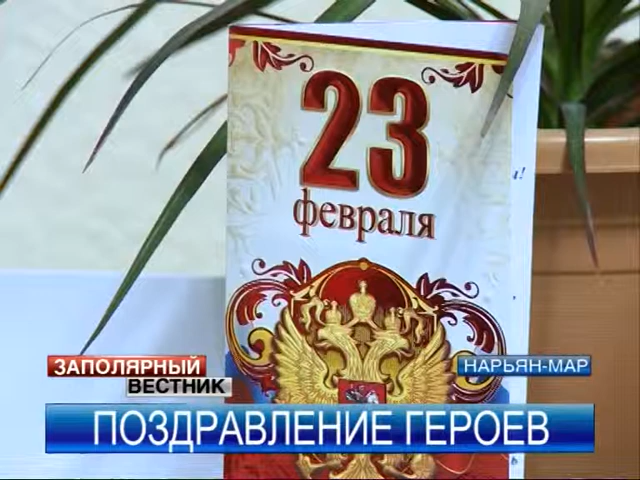 23
февраля
ЗАПОЛЯРНЫЙ
ВЕСТНИК
НАРЬЯН-МАР
ПОЗДРАВЛЕНИЕ ГЕРОЕВ